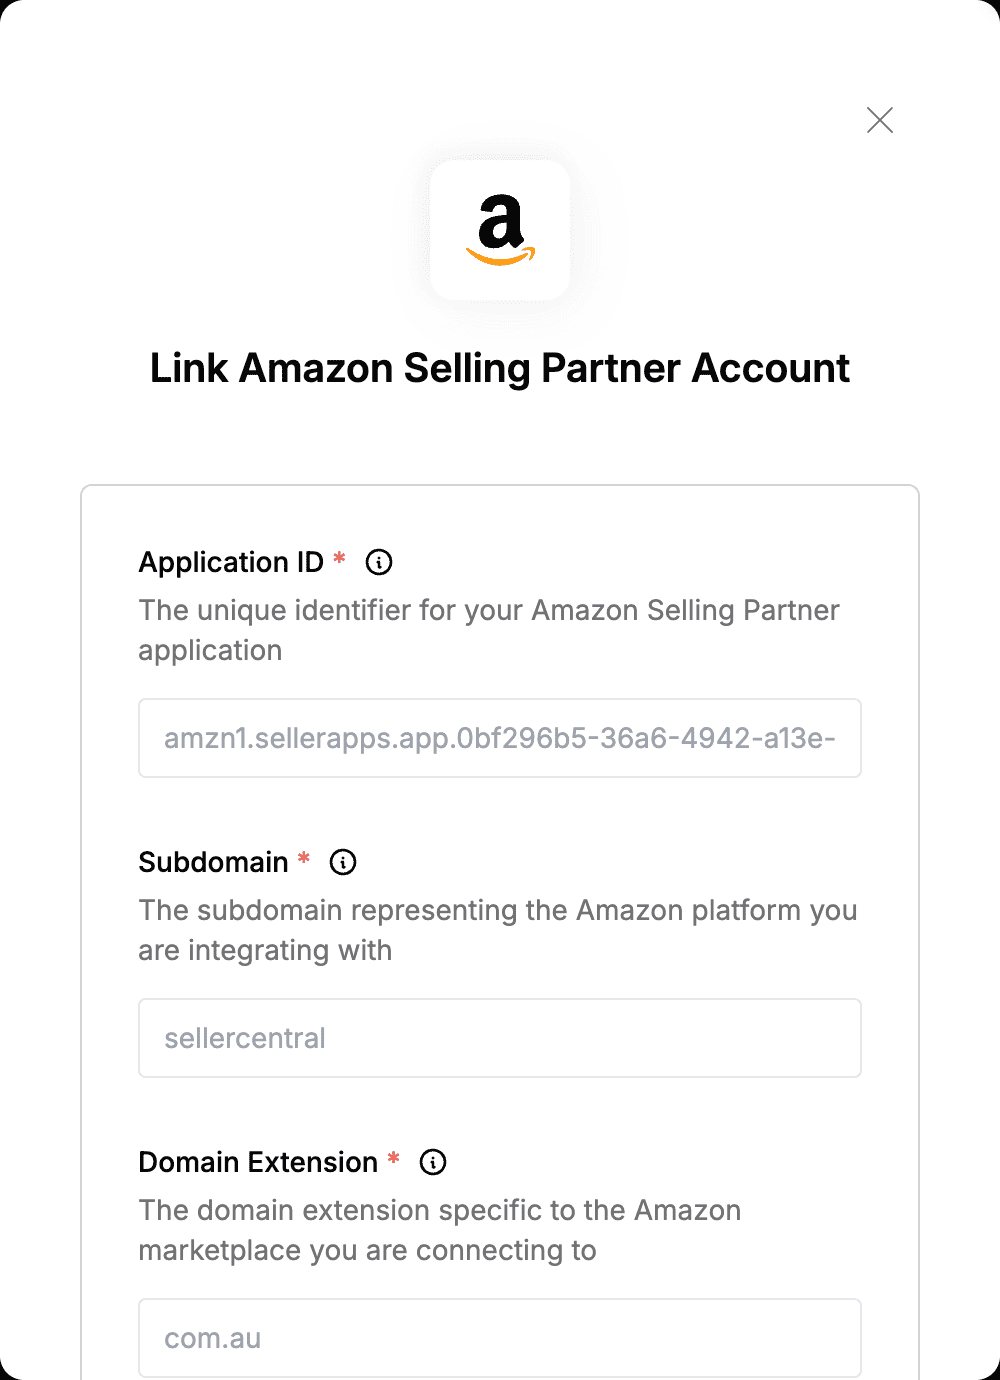 a
Link Amazon Selling Partner Account
Application ID *
The unique identifier for your Amazon Selling Partner
application
amzn1.sellerapps.app.0bf296b5-36a6-4942-a13e-
Subdomain *
The subdomain representing the Amazon platform you
are integrating with
sellercentral
Domain Extension *
The domain extension specific to the Amazon
marketplace you are connecting to
com.au